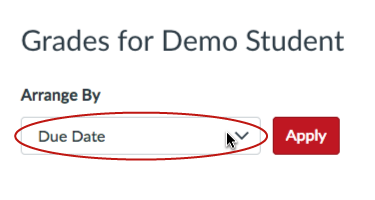 Grades for Demo Student
Arrange By
Due Date
Apply